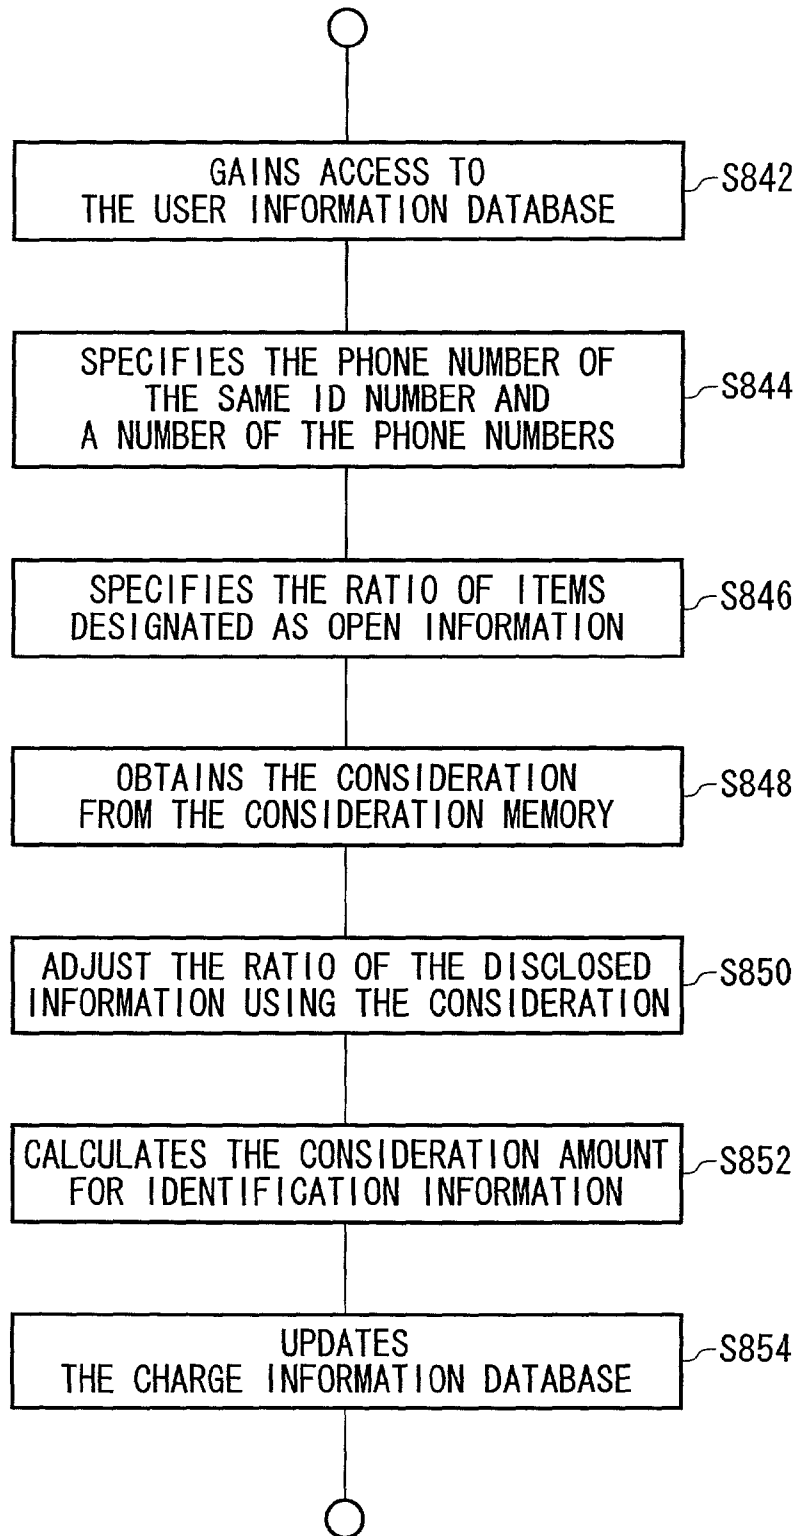 GAINS ACCESS TO
THE USER INFORMATION DATABASE
S842
SPECIFIES THE PHONE NUMBER OF
THE SAME ID NUMBER AND
A NUMBER OF THE PHONE NUMBERS
S844
SPECIFIES THE RATIO OF ITEMS
DESIGNATED AS OPEN INFORMATION
S846
OBTAINS THE CONSIDERATION
FROM THE CONSIDERATION MEMORY
S848
ADJUST THE RATIO OF THE DISCLOSED
INFORMATION USING THE CONSIDERATION
S850
CALCULATES THE CONSIDERATION AMOUNT
FOR IDENTIFICATION INFORMATION
S852
UPDATES
THE CHARGE INFORMATION DATABASE
S854